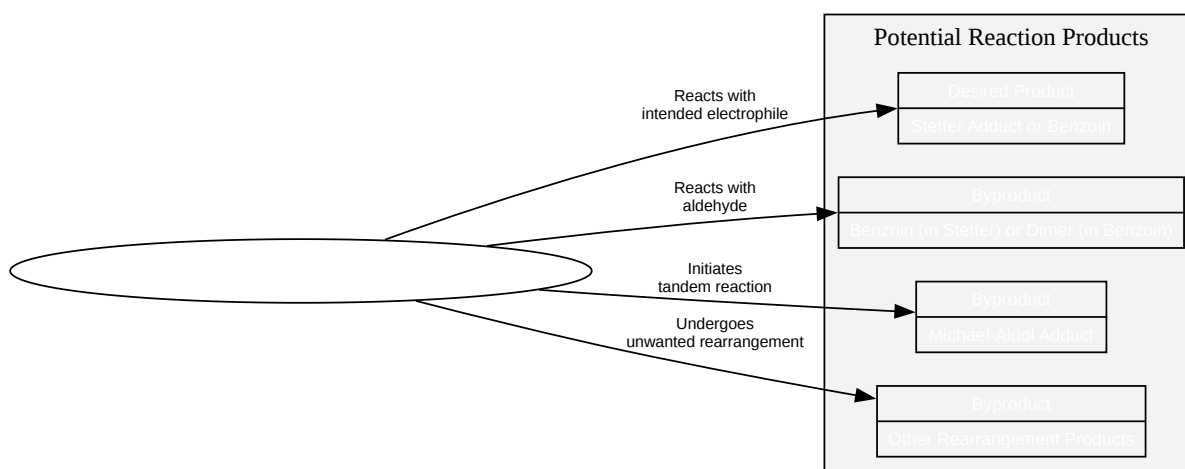 Potential Reaction Products
Reacts with
intended electrophile
Desired Product
Stetter Adduct or Benzoin
Reacts with
aldehyde
Byproduct
Benzoin (in Stetter) or Dimer (in Benzoin)
Initiates
tandem reaction
Byproduct
Michael-Aldol Adduct
Undergoes
unwanted rearrangement
Byproduct
Other Rearrangement Products